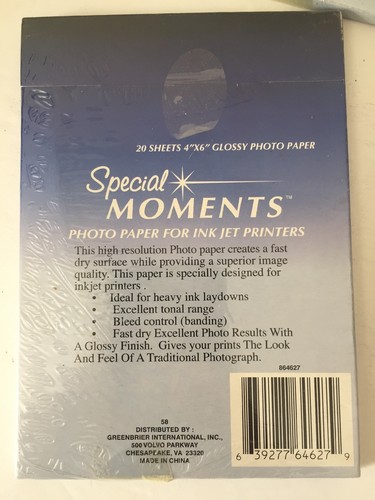 20 SHEETS 4"X6" GLOSSY PHOTO PAPER
Special
MOMENTS™
PHOTO PAPER FOR INK JET PRINTERS
This high resolution Photo paper creates a fast
dry surface while providing a superior image
quality. This paper is specially designed for
inkjet printers .
• Ideal for heavy ink laydowns
• Excellent tonal range
• Bleed control (banding)
• Fast dry Excellent Photo Results With
A Glossy Finish. Gives your prints The Look
And Feel Of A Traditional Photograph.
864627
58
DISTRIBUTED BY :
GREENBRIER INTERNATIONAL, INC.,
500 VOLVO PARKWAY
CHESAPEAKE, VA 23320
MADE IN CHINA
6 39277 64627 9